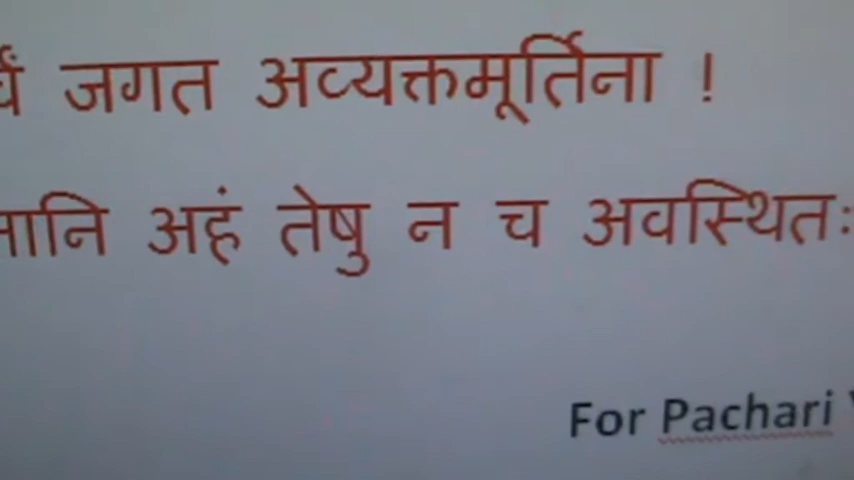 जगत अव्यक्तमूर्तिना !
अहं तेषु न च अवस्थितः
For Pachari